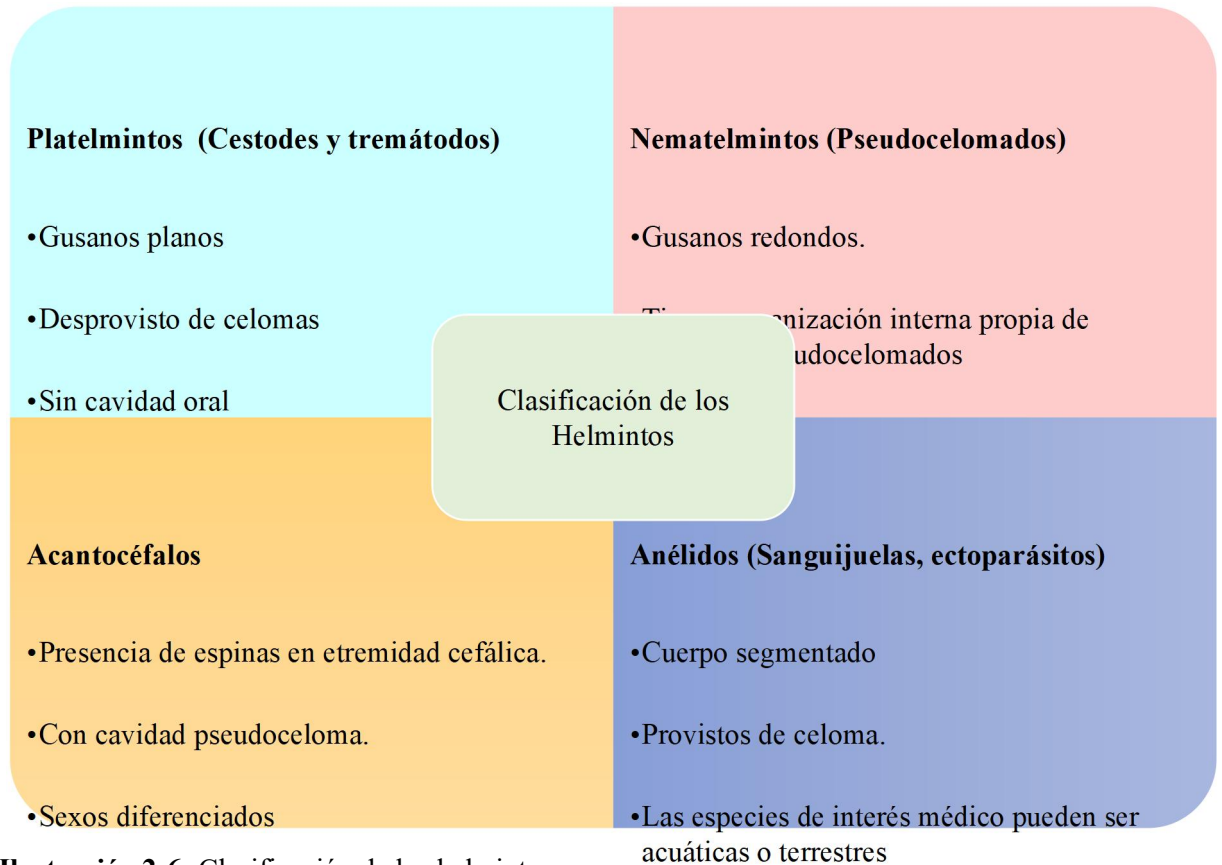 Platelmintos (Cestodes y tremátodos)
•Gusanos planos
•Desprovisto de celomas
•Sin cavidad oral
Nematelmintos (Pseudocelomados)
•Gusanos redondos.
interna propia de
Clasificación de los
Helmintos
Acantocéfalos
•Presencia de espinas en etremidad cefálica.
•Con cavidad pseudoceloma.
•Sexos diferenciados
Anélidos (Sanguijuelas, ectoparásitos)
•Cuerpo segmentado
•Provistos de celoma.
•Las especies de interés médico pueden ser
acuáticas o terrestres